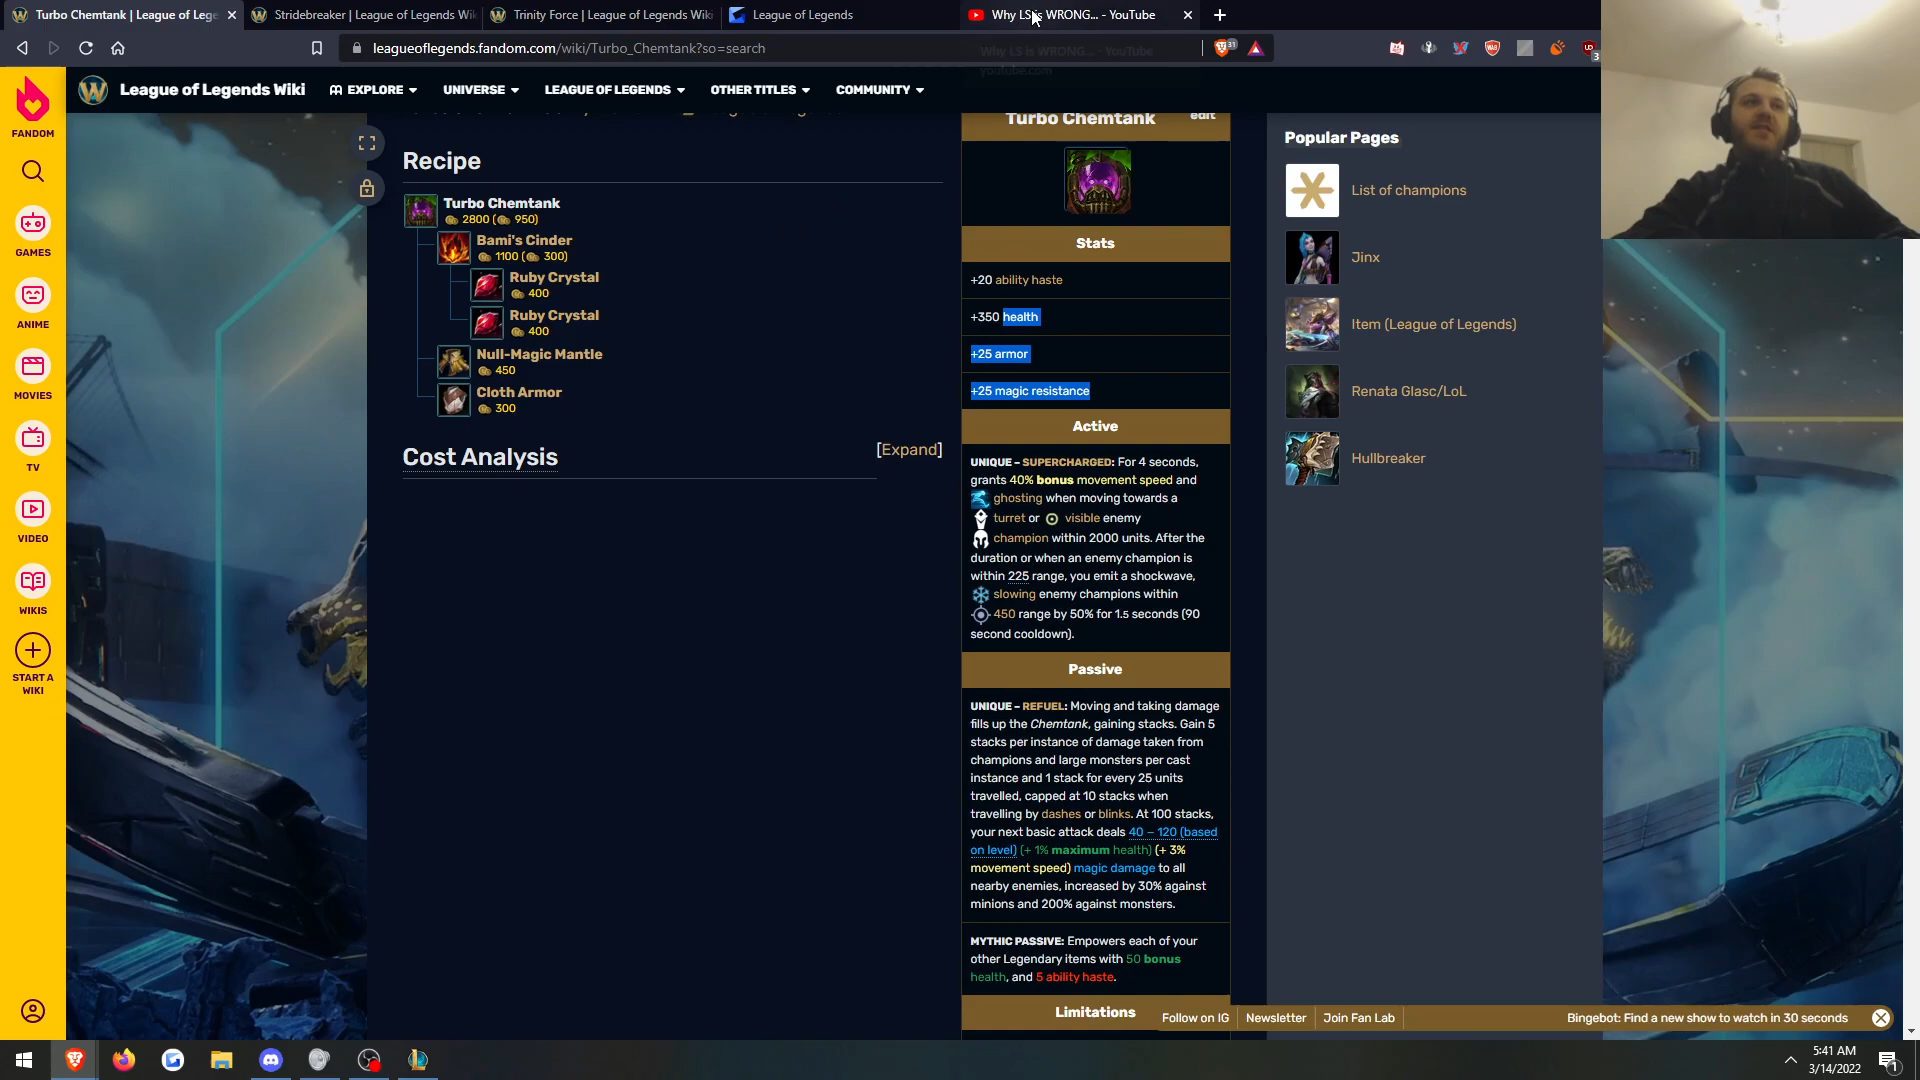 Turbo Chemtank | League of Lege
Stridebreaker | League of Legends Wik
Trinity Force | League of Legends Wiki
League of Legends
Why LS is WRONG... - YouTube
leagueoflegends.fandom.com/wiki/Turbo_Chemtank?so=search
31
3
Why LS is WRONG... - YouTube
youtube.com
FANDOM
GAMES
ANIME
MOVIES
TV
VIDEO
WIKIS
START A
WIKI
League of Legends Wiki
EXPLORE
UNIVERSE
LEAGUE OF LEGENDS
OTHER TITLES
COMMUNITY
Recipe
Turbo Chemtank
2800 ( 950)
Bami's Cinder
1100 ( 300)
Ruby Crystal
400
Ruby Crystal
400
Null-Magic Mantle
450
Cloth Armor
300
Cost Analysis
[Expand]
Turbo Chemtank
edit
Stats
+20 ability haste
+350 health
+25 armor
+25 magic resistance
Active
UNIQUE – SUPERCHARGED: For 4 seconds,
grants 40% bonus movement speed and
ghosting when moving towards a
turret or visible enemy
champion within 2000 units. After the
duration or when an enemy champion is
within 225 range, you emit a shockwave,
slowing enemy champions within
450 range by 50% for 1.5 seconds (90
second cooldown).
Passive
UNIQUE – REFUEL: Moving and taking damage
fills up the Chemtank, gaining stacks. Gain 5
stacks per instance of damage taken from
champions and large monsters per cast
instance and 1 stack for every 25 units
travelled, capped at 10 stacks when
travelling by dashes or blinks. At 100 stacks,
your next basic attack deals 40 – 120 (based
on level) (+ 1% maximum health) (+ 3%
movement speed) magic damage to all
nearby enemies, increased by 30% against
minions and 200% against monsters.
MYTHIC PASSIVE: Empowers each of your
other Legendary items with 50 bonus
health, and 5 ability haste.
Limitations
Popular Pages
List of champions
Jinx
Item (League of Legends)
Renata Glasc/LoL
Hullbreaker
Follow on IG
Newsletter
Join Fan Lab
Bingebot: Find a new show to watch in 30 seconds
5:41 AM
3/14/2022
1